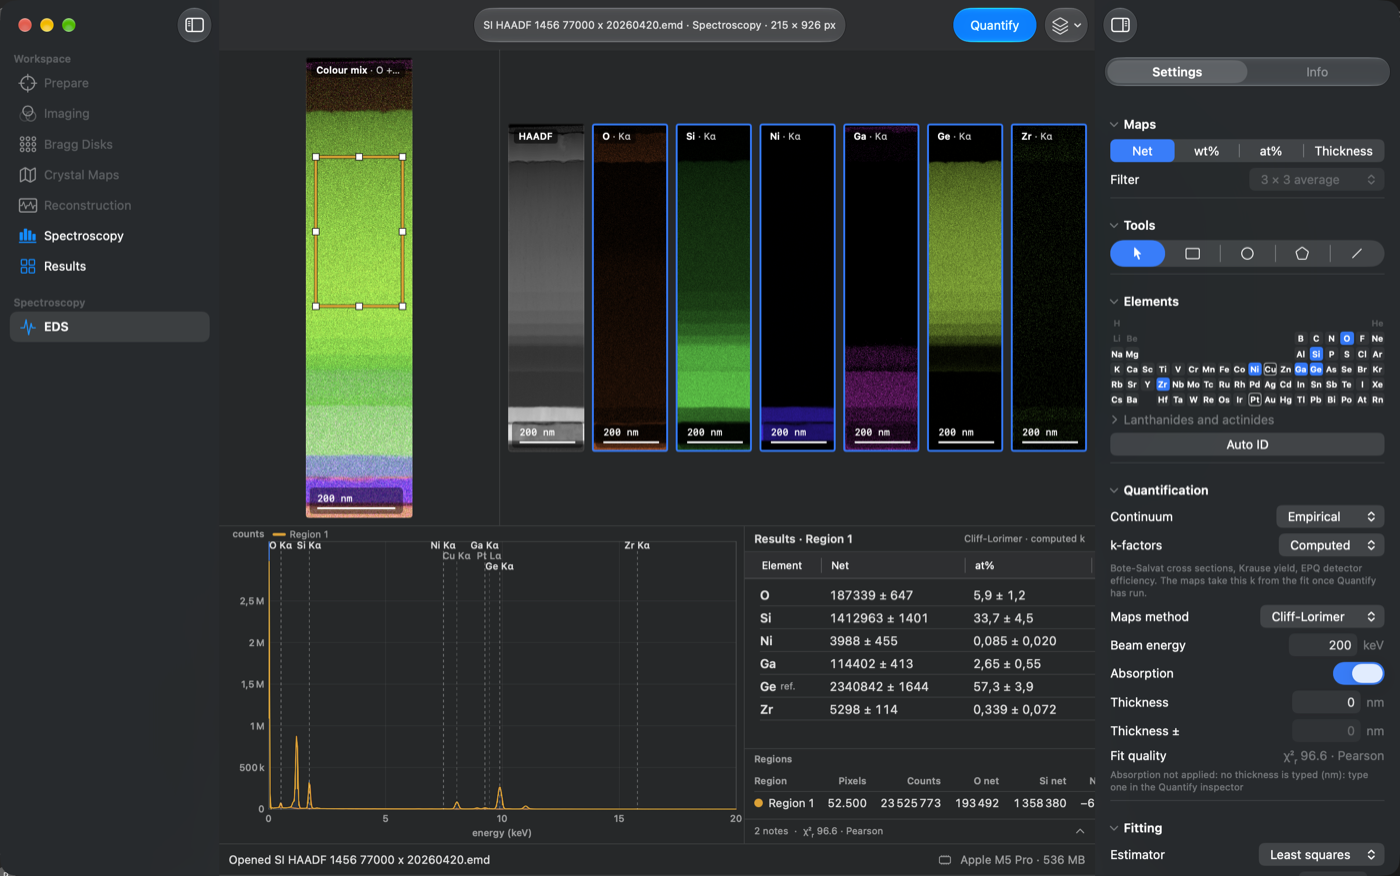 SI HAADF 1456 77000 x 20260420.emd · Spectroscopy · 215 × 926 px
Quantify
Workspace
Prepare
Imaging
Bragg Disks
Crystal Maps
Reconstruction
Spectroscopy
Results
Spectroscopy
EDS
Colour mix · O +...
200 nm
HAADF
200 nm
O · Kα
200 nm
Si · Kα
200 nm
Ni · Kα
200 nm
Ga · Kα
200 nm
Ge · Kα
200 nm
Zr · Kα
200 nm
counts
Region 1
O Kα Si Kα Ni Kα Ga Kα Zr Kα
Cu Kα Pt Lα
Ge Kα
2,5 M
2 M
1,5 M
1 M
500 k
0
0 5 10 15 20
energy (keV)
Results · Region 1 Cliff-Lorimer · computed k
Element Net at%
O 187339 ± 647 5,9 ± 1,2
Si 1412963 ± 1401 33,7 ± 4,5
Ni 3988 ± 455 0,085 ± 0,020
Ga 114402 ± 413 2,65 ± 0,55
Ge ref. 2340842 ± 1644 57,3 ± 3,9
Zr 5298 ± 114 0,339 ± 0,072
Regions
Region Pixels Counts O net Si net N
Region 1 52.500 23 525 773 193 492 1 358 380 −6
2 notes · χ²r 96.6 · Pearson
Opened SI HAADF 1456 77000 x 20260420.emd
Apple M5 Pro · 536 MB
Settings Info
Maps
Net wt% at% Thickness
Filter 3 × 3 average
Tools
Elements
H He
Li Be B C N O F Ne
Na Mg Al Si P S Cl Ar
K Ca Sc Ti V Cr Mn Fe Co Ni Cu Zn Ga Ge As Se Br Kr
Rb Sr Y Zr Nb Mo Tc Ru Rh Pd Ag Cd In Sn Sb Te I Xe
Cs Ba Hf Ta W Re Os Ir Pt Au Hg Tl Pb Bi Po At Rn
Lanthanides and actinides
Auto ID
Quantification
Continuum Empirical
k-factors Computed
Bote-Salvat cross sections, Krause yield, EPQ detector
efficiency. The maps take this k from the fit once Quantify
has run.
Maps method Cliff-Lorimer
Beam energy 200 keV
Absorption
Thickness 0 nm
Thickness ± 0 nm
Fit quality χ²r 96.6 · Pearson
Absorption not applied: no thickness is typed (nm): type
one in the Quantify inspector
Fitting
Estimator Least squares